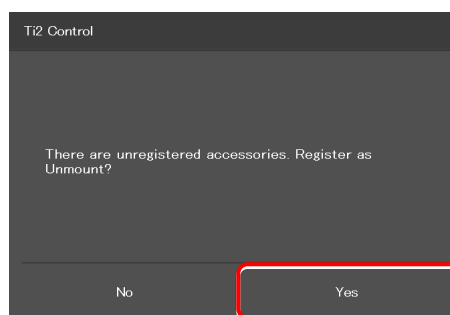 Ti2 Control
There are unregistered accessories. Register as
Unmount?
No
Yes